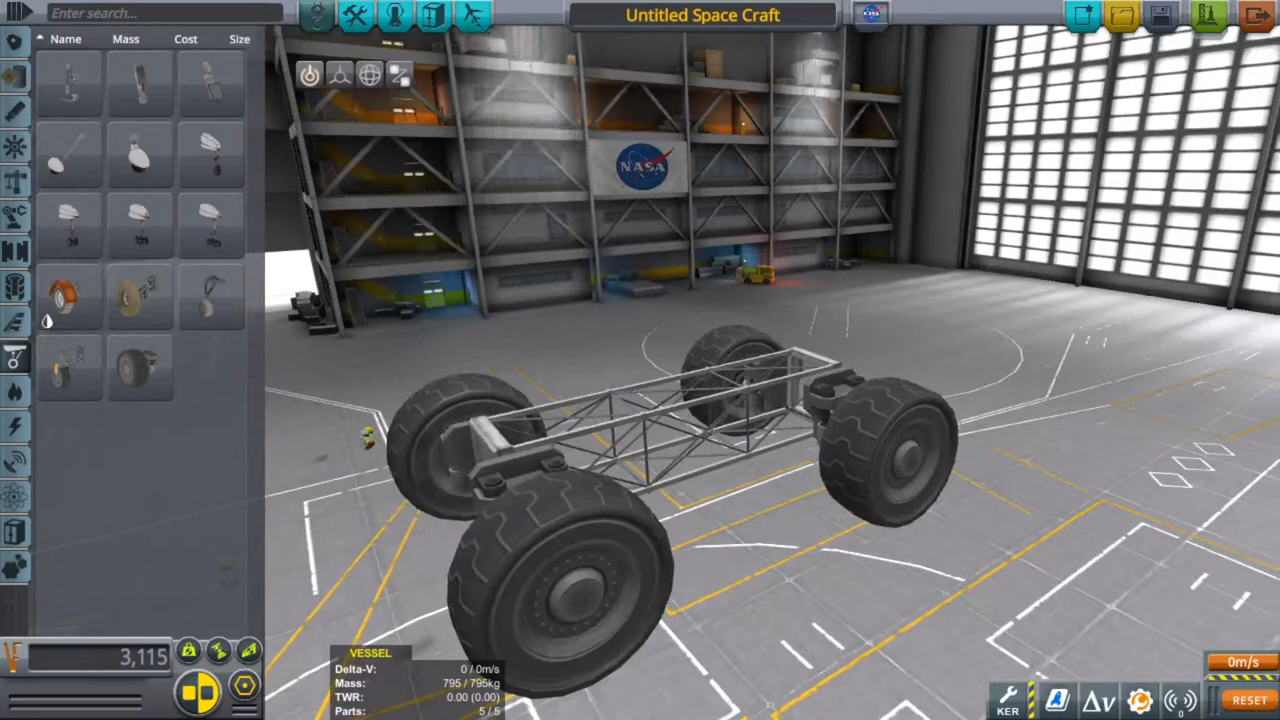 Enter search...
Untitled Space Craft
NASA
Name Mass Cost Size
NASA
3,115
VESSEL
Delta-V: 0 / 0m/s
Mass: 795 / 795kg
TWR: 0.00 (0.00)
Parts: 5 / 5
0m/s
KER
Δv
RESET